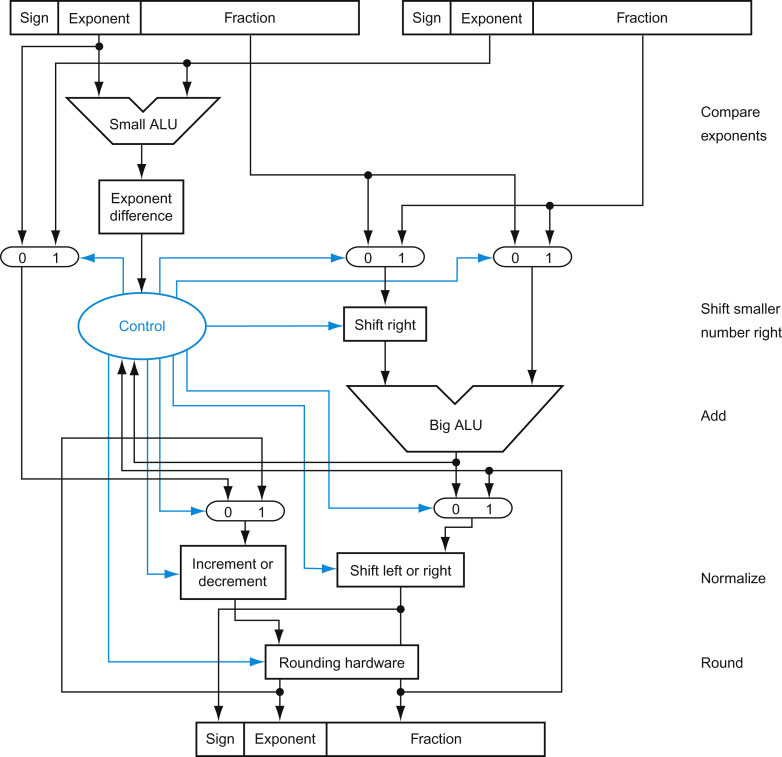 Sign Exponent Fraction
Sign Exponent Fraction
Small ALU
Compare
exponents
Exponent
difference
0 1
0 1
0 1
Control
Shift right
Shift smaller
number right
Big ALU
Add
0 1
0 1
Increment or
decrement
Shift left or right
Normalize
Rounding hardware
Round
Sign Exponent Fraction